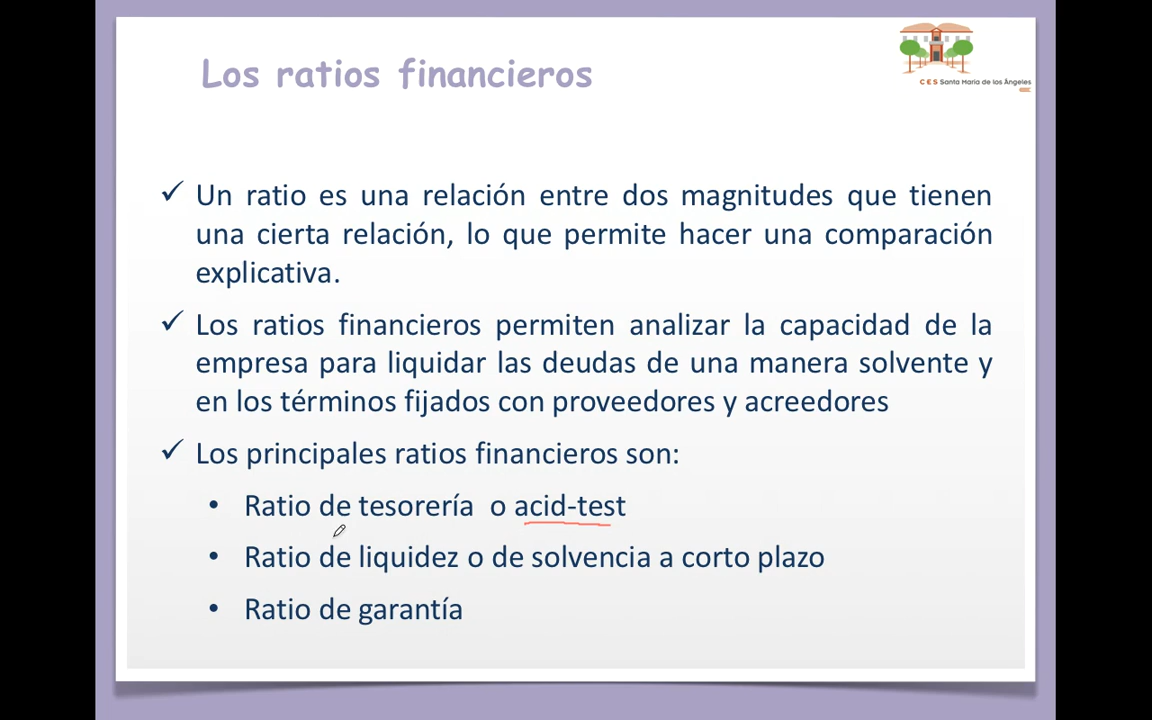 Los ratios financieros
C E S Santa María de los Ángeles
✓ Un ratio es una relación entre dos magnitudes que tienen
una cierta relación, lo que permite hacer una comparación
explicativa.
✓ Los ratios financieros permiten analizar la capacidad de la
empresa para liquidar las deudas de una manera solvente y
en los términos fijados con proveedores y acreedores
✓ Los principales ratios financieros son:
• Ratio de tesorería o acid-test
• Ratio de liquidez o de solvencia a corto plazo
• Ratio de garantía